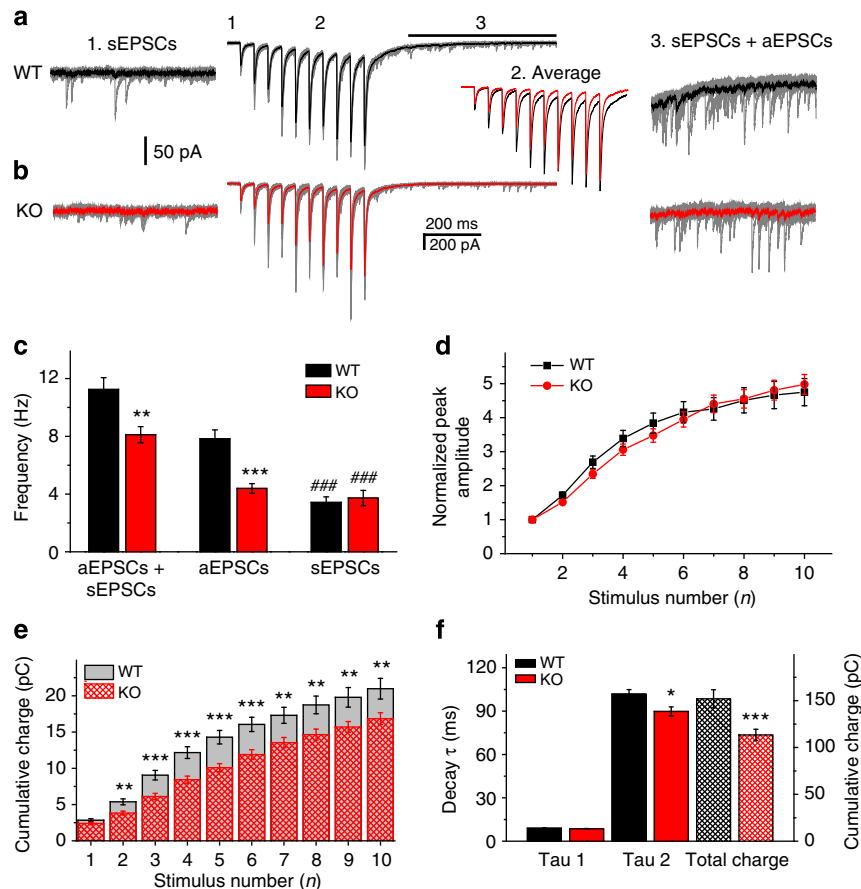 a
1 2 3
1. sEPSCs
3. sEPSCs + aEPSCs
WT
2. Average
50 pA
b
KO
200 ms
200 pA
c
WT
KO
Frequency (Hz)
12
8
4
0
**
***
### ###
aEPSCs + sEPSCs aEPSCs sEPSCs
d
WT
KO
Normalized peak amplitude
5
4
3
2
1
0
2 4 6 8 10
Stimulus number (n)
e
WT
KO
Cumulative charge (pC)
20
15
10
5
0
** *** *** *** *** ** ** ** **
1 2 3 4 5 6 7 8 9 10
Stimulus number (n)
f
WT
KO
Decay τ (ms)
120
90
60
30
0
*
***
Cumulative charge (pC)
150
100
50
0
Tau 1 Tau 2 Total charge